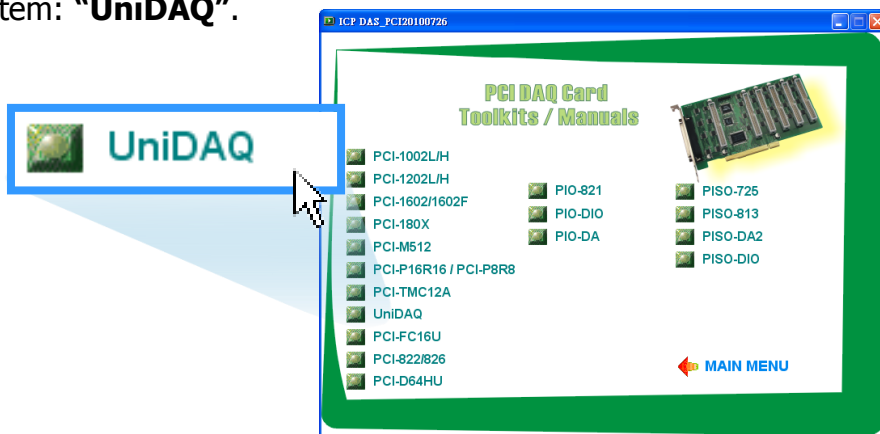 tem: “UniDAQ”.
ICP DAS_PCI20100726
PCI DAQ Card
Toolkits / Manuals
UniDAQ
PCI-1002L/H
PCI-1202L/H
PCI-1602/1602F
PCI-180X
PCI-M512
PCI-P16R16 / PCI-P8R8
PCI-TMC12A
UniDAQ
PCI-FC16U
PCI-822/826
PCI-D64HU
PIO-821
PIO-DIO
PIO-DA
PISO-725
PISO-813
PISO-DA2
PISO-DIO
MAIN MENU